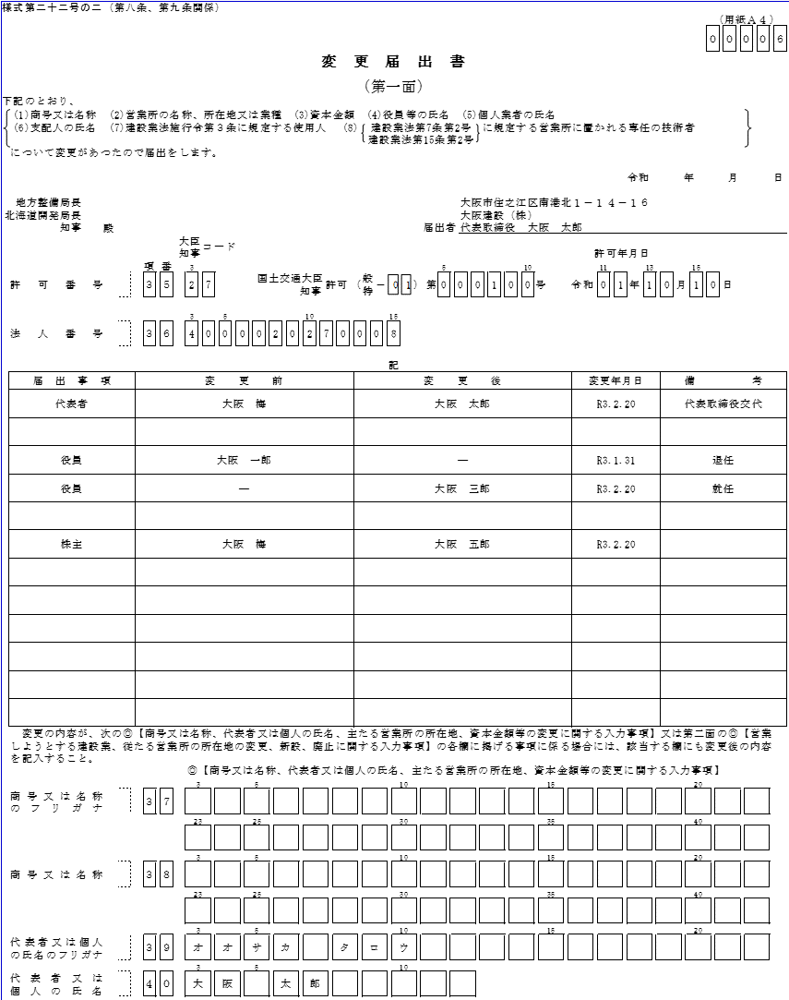 様式第二十二号の二（第八条、第九条関係）
（用紙Ａ４）
0 0 0 0 6
変　更　届　出　書
（第一面）
下記のとおり、
(1)商号又は名称　(2)営業所の名称、所在地又は業種　(3)資本金額　(4)役員等の氏名　(5)個人業者の氏名
(6)支配人の氏名　(7)建設業法施行令第３条に規定する使用人　(8) 建設業法第7条第2号 に規定する営業所に置かれる専任の技術者
建設業法第15条第2号
について変更があつたので届出をします。
令和　　年　　月　　日
地方整備局長
北海道開発局長
知事　殿
大阪市住之江区南港北１－１４－１６
大阪建設（株）
届出者 代表取締役　大阪　太郎
大臣
知事 コード
許可年月日
項 番 3 5 10 11 13 15
許可番号 3 5 2 7 国土交通大臣 知事 許可（般 特－0 1）第 0 0 0 1 0 0 号 令和 0 1 年 1 0 月 1 0 日
3 5 10 15
法人番号 3 6 4 0 0 0 0 2 0 2 7 0 0 0 8
記
届出事項 変更前 変更後 変更年月日 備考
代表者 大阪　梅 大阪　太郎 R3.2.20 代表取締役交代
役員 大阪　一郎 ― R3.1.31 退任
役員 ― 大阪　三郎 R3.2.20 就任
株主 大阪　梅 大阪　五郎 R3.2.20
変更の内容が、次の◎【商号又は名称、代表者又は個人の氏名、主たる営業所の所在地、資本金額等の変更に関する入力事項】又は第二面の◎【営業
しようとする建設業、従たる営業所の所在地の変更、新設、廃止に関する入力事項】の各欄に掲げる事項に係る場合には、該当する欄にも変更後の内容
を記入すること。
◎【商号又は名称、代表者又は個人の氏名、主たる営業所の所在地、資本金額等の変更に関する入力事項】
3 5 10 15 20
商号又は名称
のフリガナ 3 7
23 25 30 35 40
3 5 10 15 20
商号又は名称 3 8
23 25 30 35 40
3 5 10 15 20
代表者又は個人
の氏名のフリガナ 3 9 オ オ サ カ　タ ロ ウ
3 5 10
代表者又は
個人の氏名 4 0 大 阪　太 郎